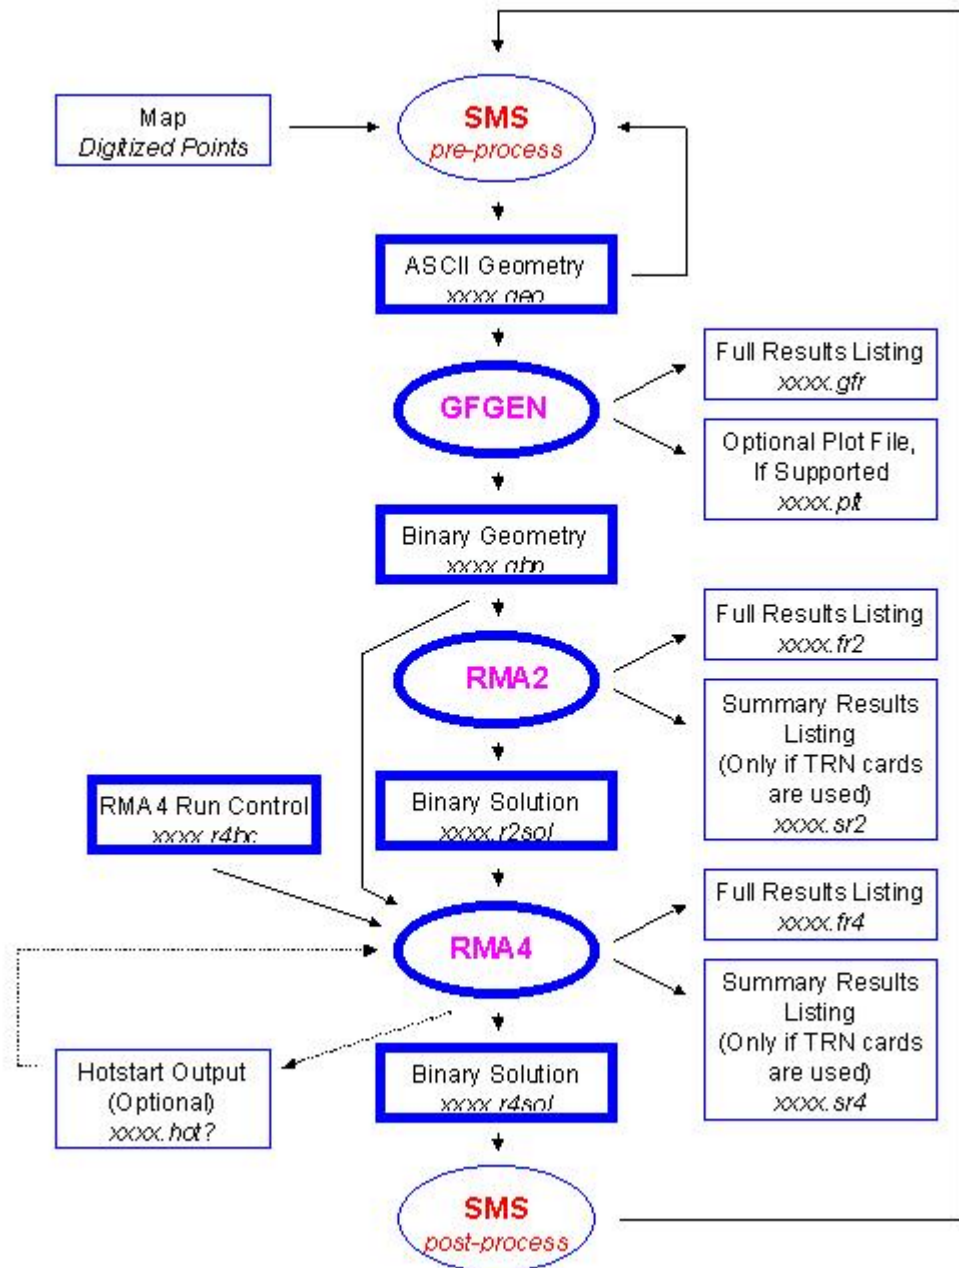 SMS
pre-process
Map
Digitized Points
ASCII Geometry
xxxx.geo
GFGEN
Full Results Listing
xxxx.gfr
Optional Plot File,
If Supported
xxxx.plt
Binary Geometry
xxxx.gbn
RMA2
Full Results Listing
xxxx.fr2
Summary Results
Listing
(Only if TRN cards
are used)
xxxx.sr2
RMA4 Run Control
xxxx.r4bc
Binary Solution
xxxx.r2sol
RMA4
Full Results Listing
xxxx.fr4
Summary Results
Listing
(Only if TRN cards
are used)
xxxx.sr4
Hotstart Output
(Optional)
xxxx.hot?
Binary Solution
xxxx.r4sol
SMS
post-process